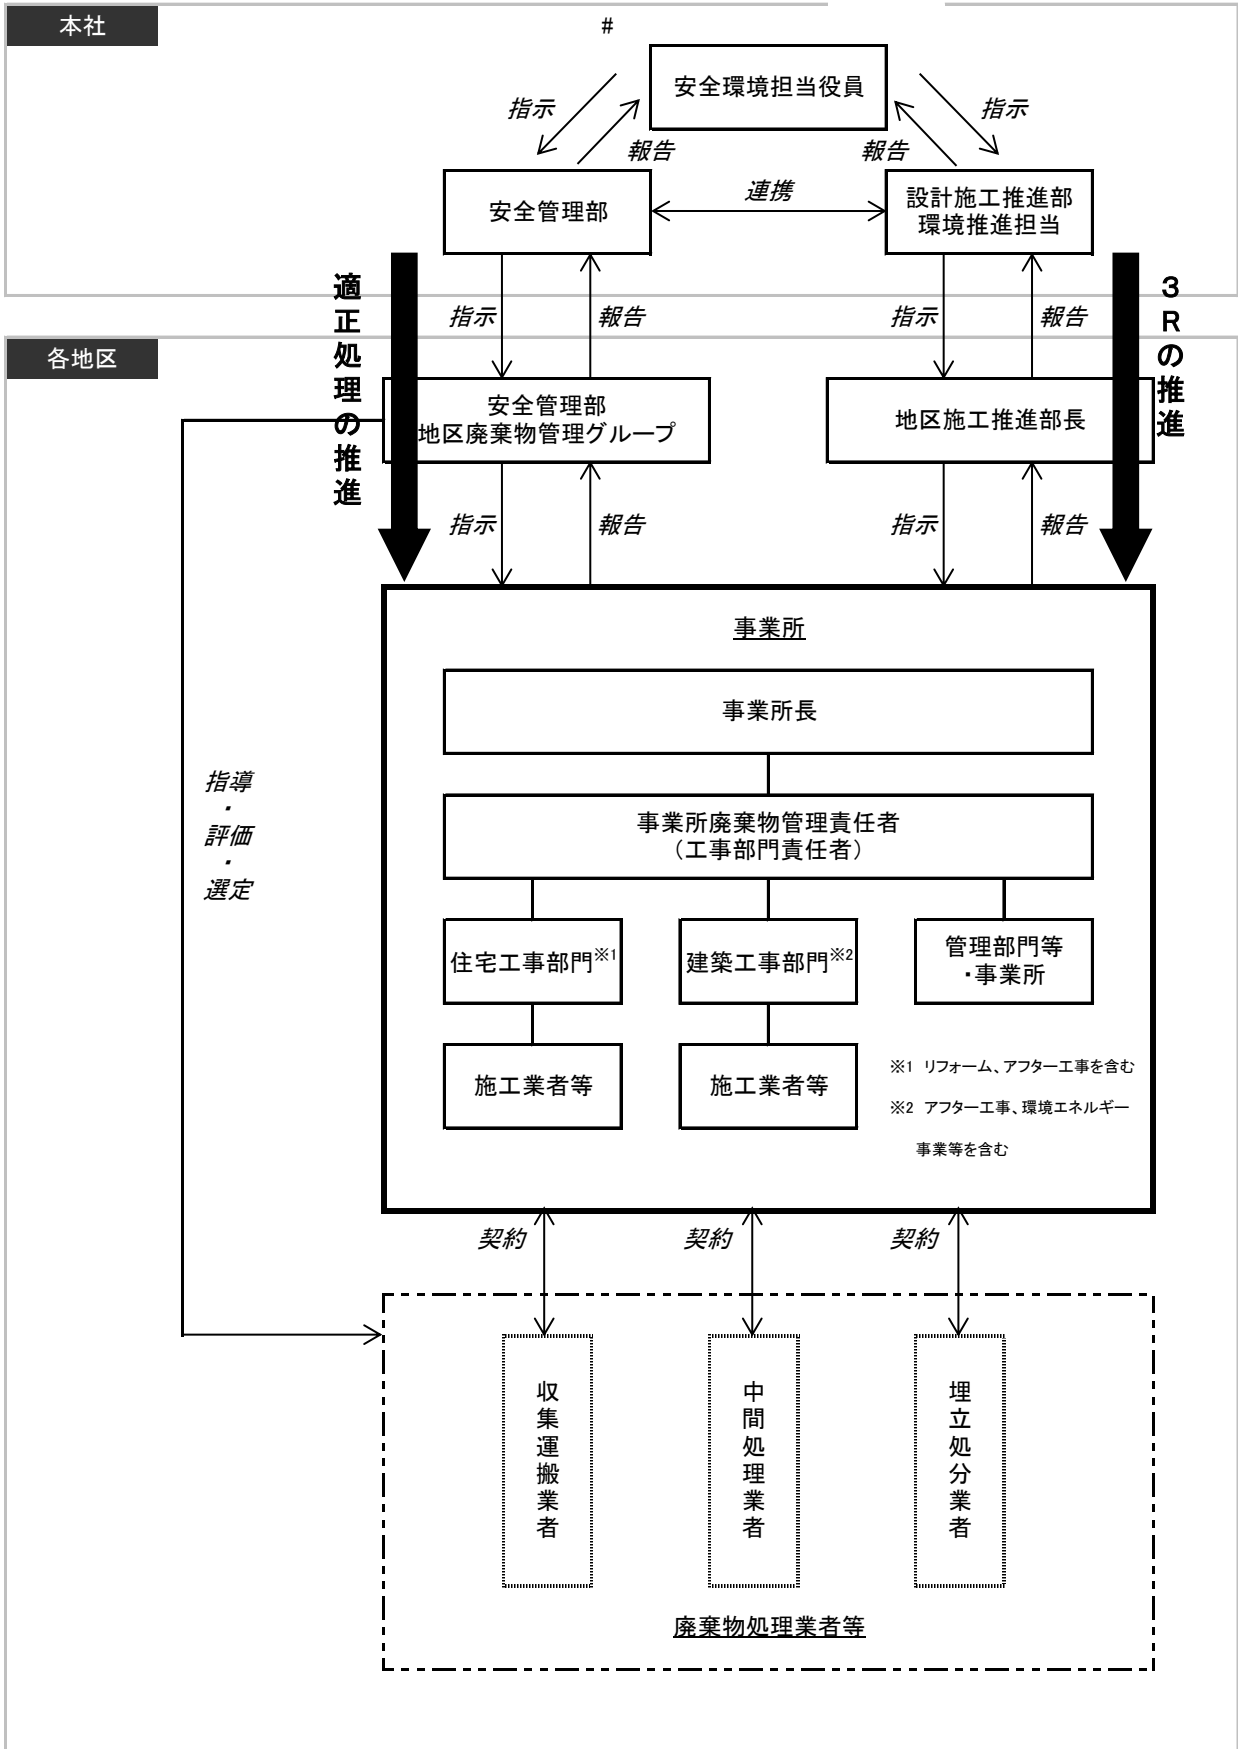 本社
#
安全環境担当役員
指示
報告
報告
指示
安全管理部
連携
設計施工推進部
環境推進担当
適正処理の推進
3Rの推進
指示
報告
指示
報告
各地区
安全管理部
地区廃棄物管理グループ
地区施工推進部長
指示
報告
指示
報告
事業所
事業所長
指導
・
評価
・
選定
事業所廃棄物管理責任者
(工事部門責任者)
住宅工事部門※1
建築工事部門※2
管理部門等
・事業所
施工業者等
施工業者等
※1 リフォーム、アフター工事を含む
※2 アフター工事、環境エネルギー
事業等を含む
契約
契約
契約
収集運搬業者
中間処理業者
埋立処分業者
廃棄物処理業者等